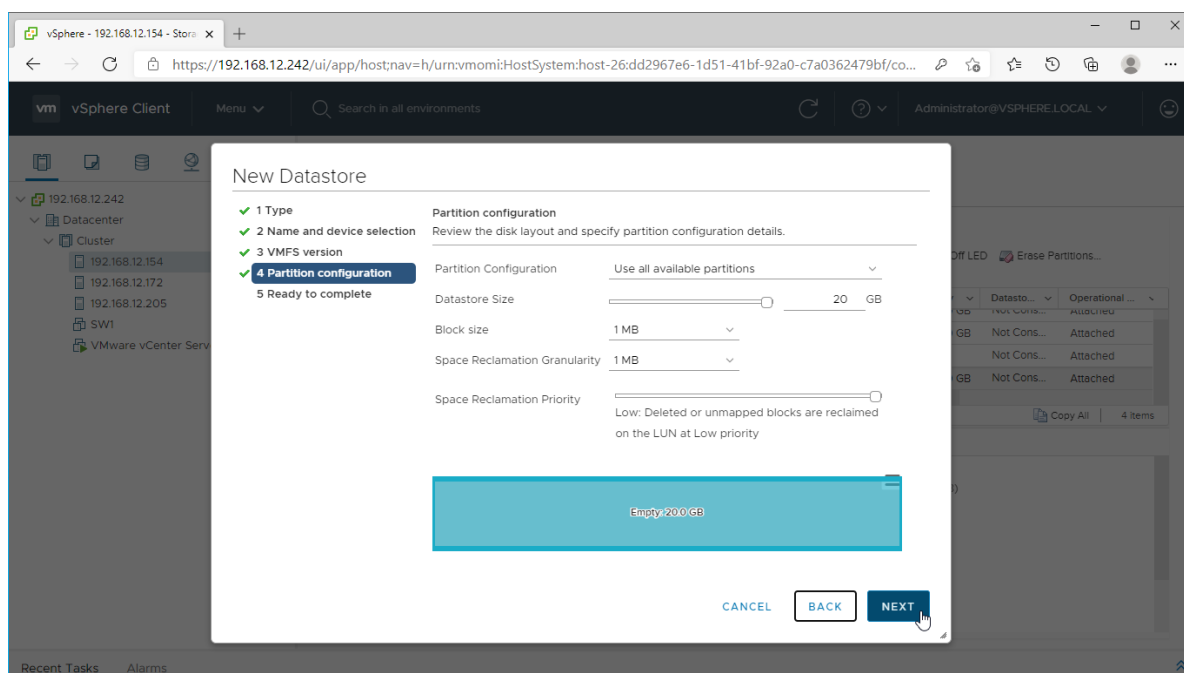 vSphere - 192.168.12.154 - Stora
https://192.168.12.242/ui/app/host;nav=h/urn:vmomi:HostSystem:host-26:dd2967e6-1d51-41bf-92a0-c7a0362479bf/co...
vm vSphere Client Menu Search in all environments Administrator@VSPHERE.LOCAL
192.168.12.242
Datacenter
Cluster
192.168.12.154
192.168.12.172
192.168.12.205
SW1
VMware vCenter Serv
New Datastore
1 Type
2 Name and device selection
3 VMFS version
4 Partition configuration
5 Ready to complete
Partition configuration
Review the disk layout and specify partition configuration details.
Partition Configuration Use all available partitions
Datastore Size 20 GB
Block size 1 MB
Space Reclamation Granularity 1 MB
Space Reclamation Priority
Low: Deleted or unmapped blocks are reclaimed
on the LUN at Low priority
Empty: 20.0 GB
CANCEL BACK NEXT
Off LED Erase Partitions...
Datasto... Operational ...
GB Not Cons... Attached
GB Not Cons... Attached
Not Cons... Attached
GB Not Cons... Attached
Copy All 4 items
Recent Tasks Alarms